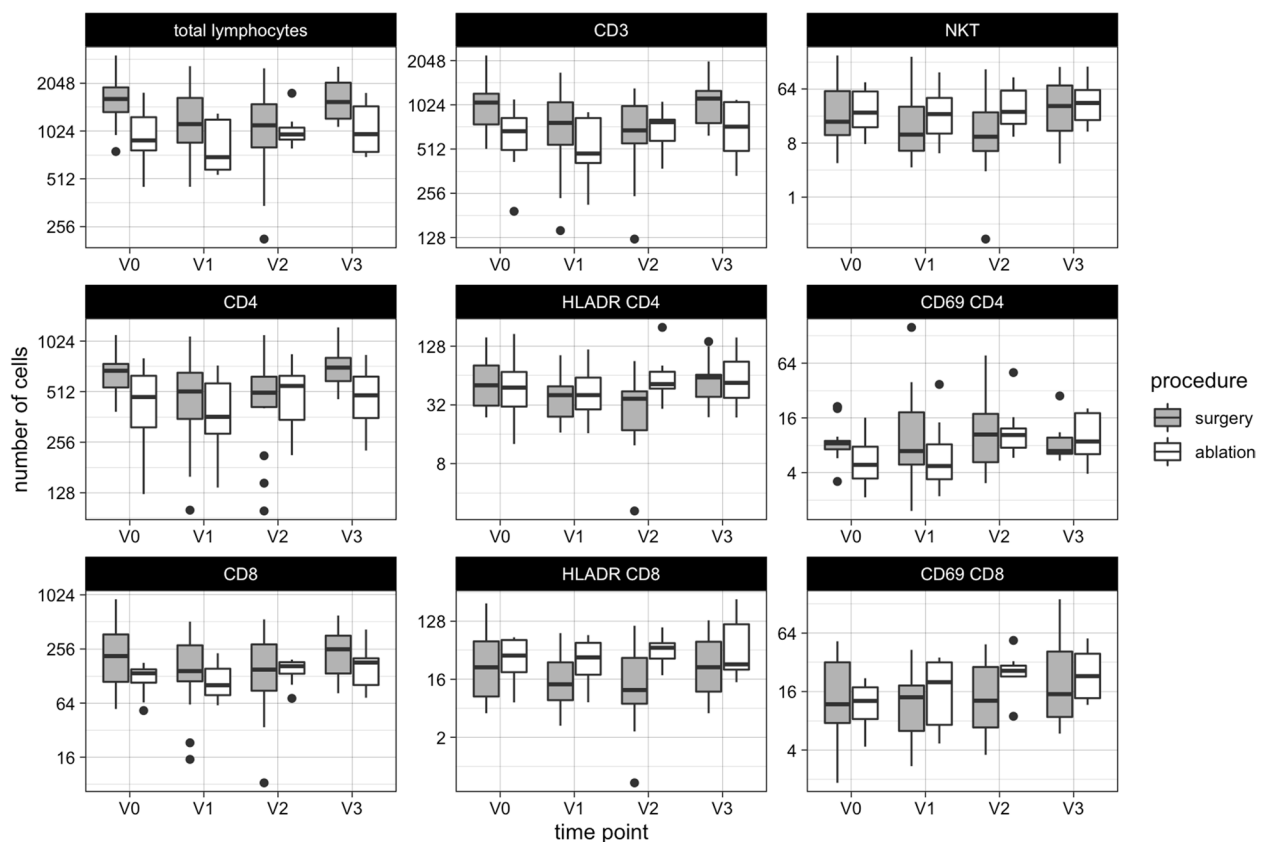 total lymphocytes
CD3
NKT
2048
1024
512
256
2048
1024
512
256
128
64
8
1
V0 V1 V2 V3
V0 V1 V2 V3
V0 V1 V2 V3
CD4
HLADR CD4
CD69 CD4
1024
512
256
128
128
32
8
64
16
4
V0 V1 V2 V3
V0 V1 V2 V3
V0 V1 V2 V3
CD8
HLADR CD8
CD69 CD8
1024
256
64
16
128
16
2
64
16
4
V0 V1 V2 V3
V0 V1 V2 V3
V0 V1 V2 V3
number of cells
time point
procedure
surgery
ablation